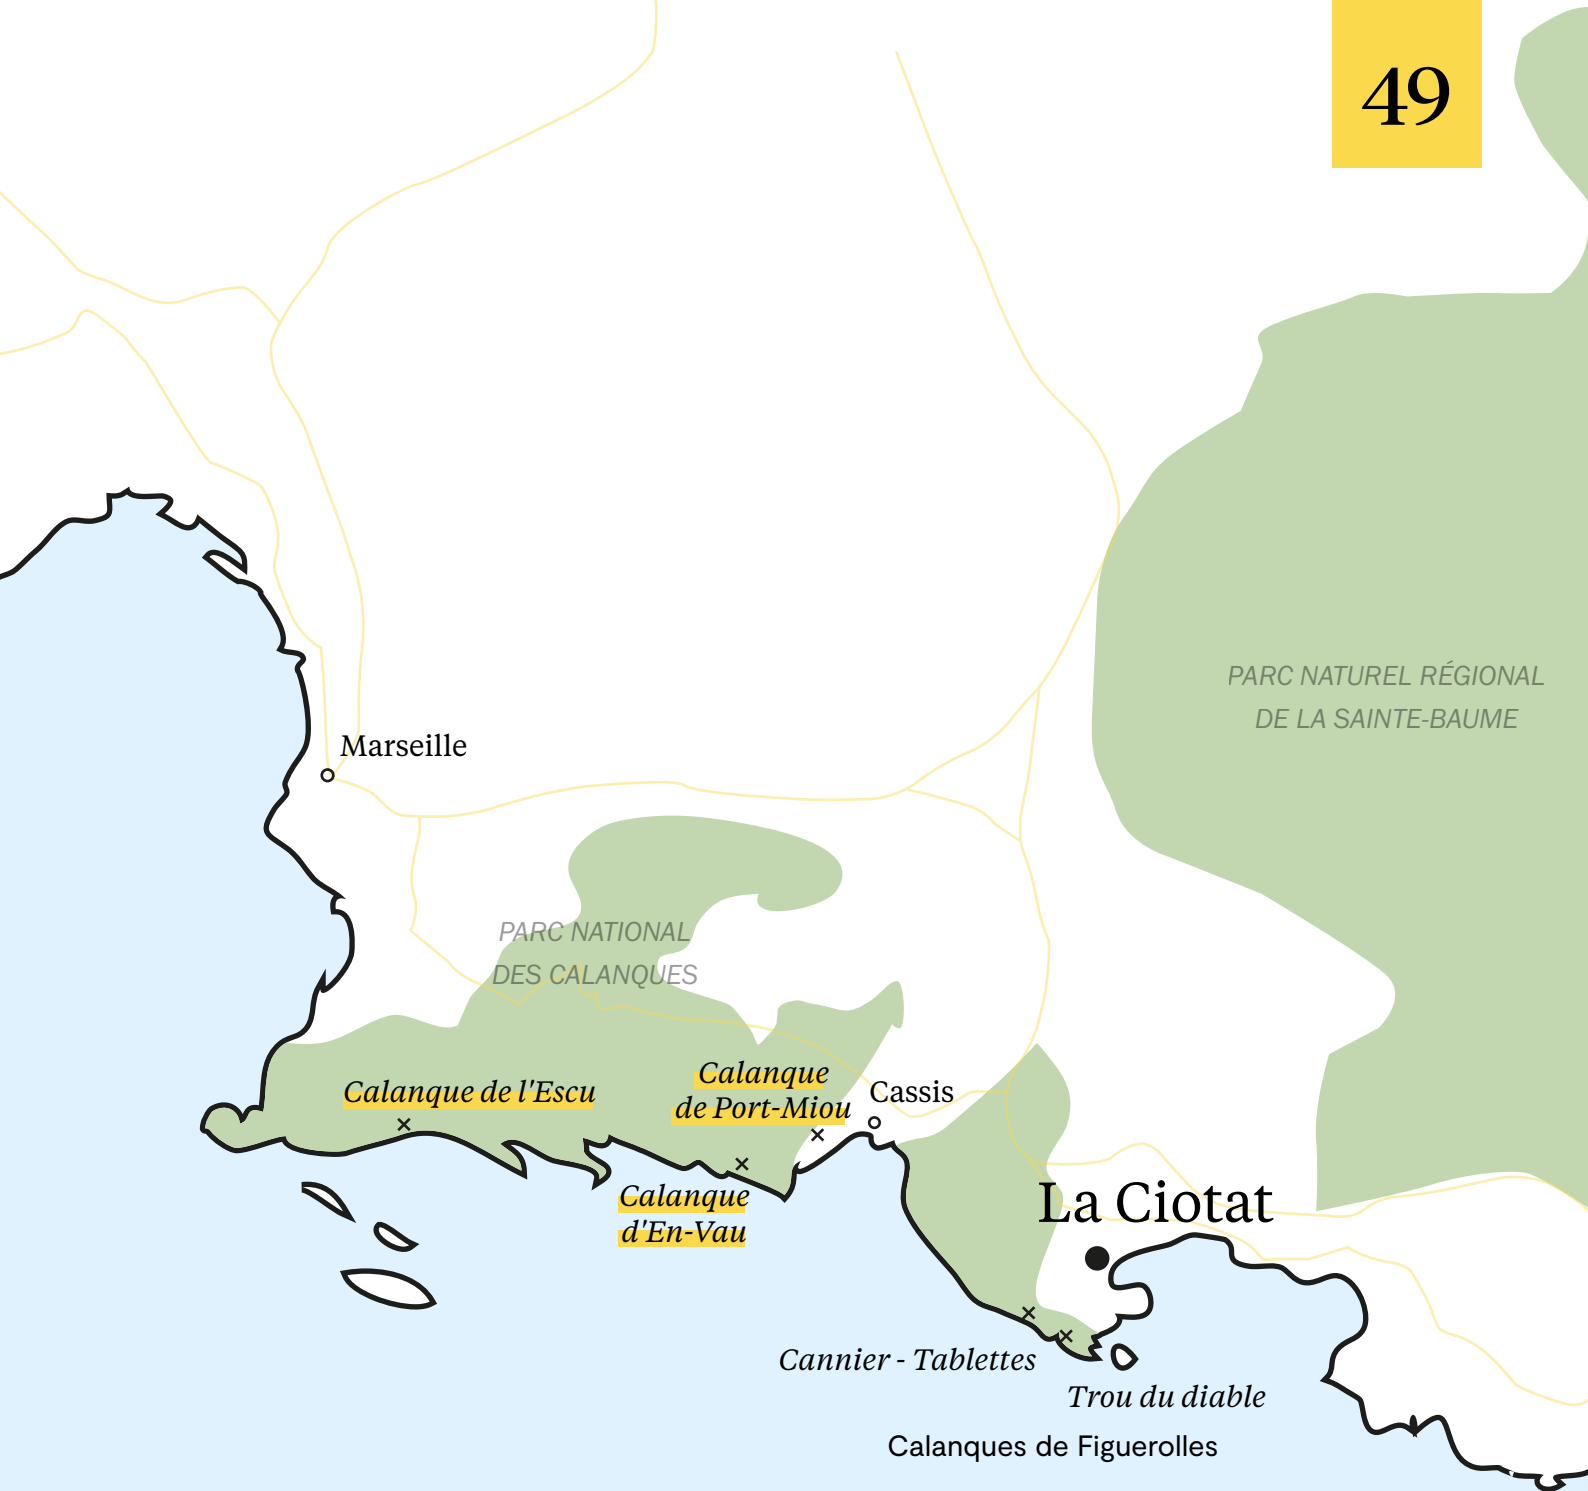 49
PARC NATUREL RÉGIONAL
DE LA SAINTE-BAUME
Marseille
PARC NATIONAL
DES CALANQUES
Calanque de l'Escu
Calanque
de Port-Miou
Cassis
Calanque
d'En-Vau
La Ciotat
Cannier - Tablettes
Trou du diable
Calanques de Figuerolles